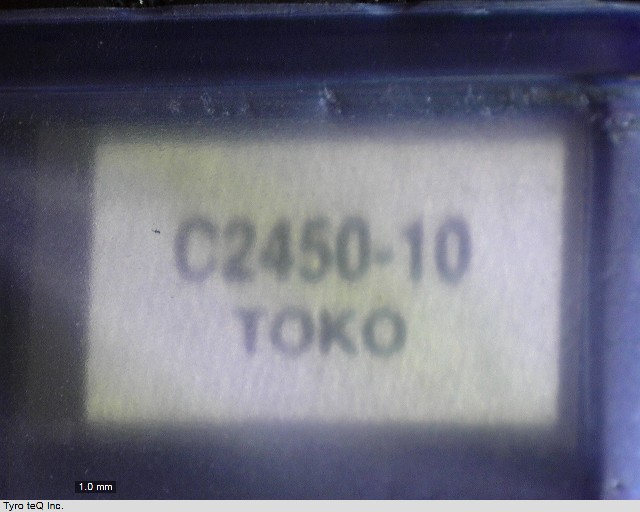 C2450-10
TOKO
1.0 mm
Tyro teQ Inc.